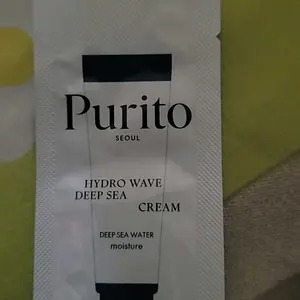 Purito
SEOUL
HYDRO WAVE
DEEP SEA
CREAM
DEEP SEA WATER
moisture